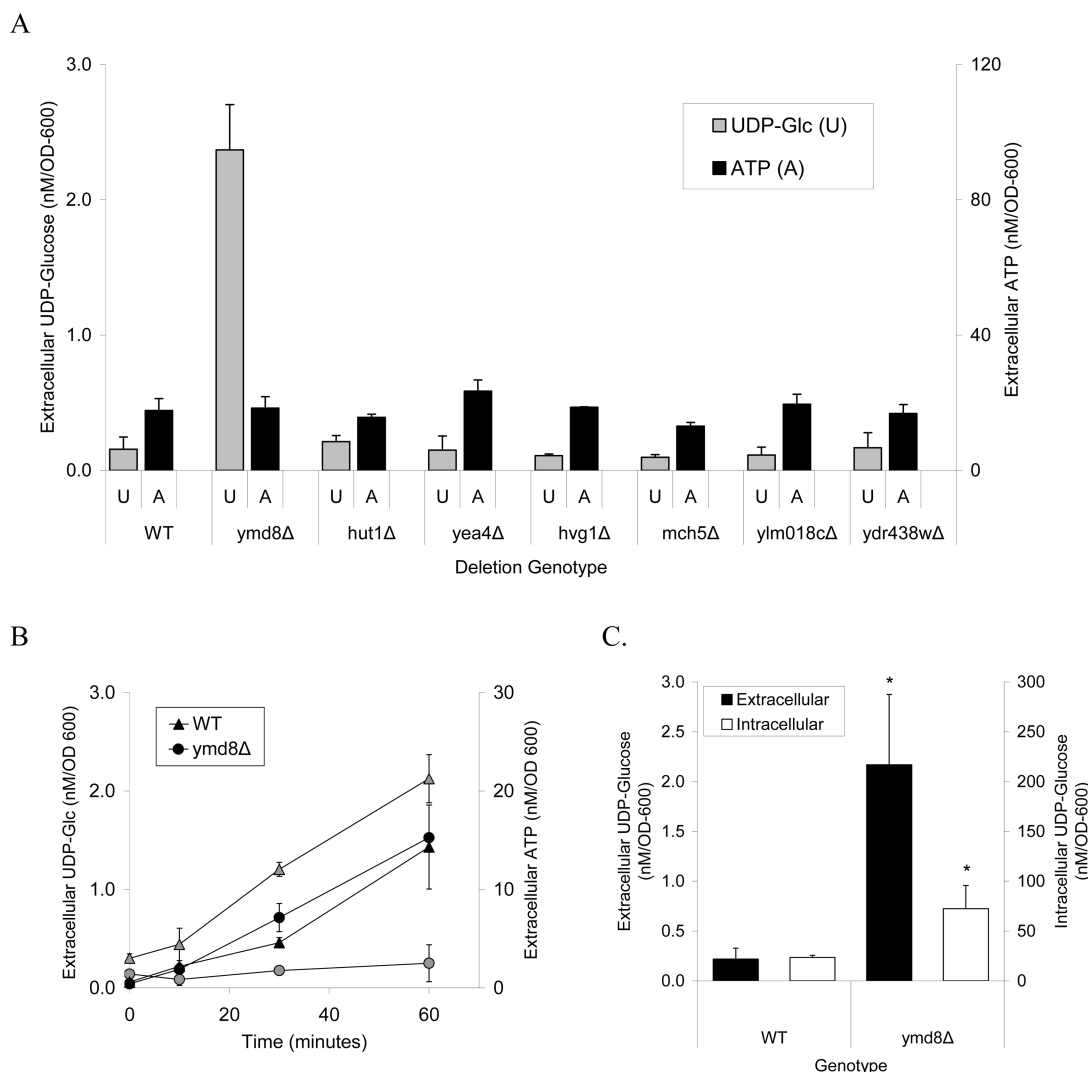 A
3.0
2.0
1.0
0.0
Extracellular UDP-Glucose (nM/OD-600)
UDP-Glc (U)
ATP (A)
120
80
40
0
Extracellular ATP (nM/OD-600)
U A U A U A U A U A U A U A U A
WT ymd8Δ hut1Δ yea4Δ hvg1Δ mch5Δ ylm018cΔ ydr438wΔ
Deletion Genotype
B
3.0
2.0
1.0
0.0
Extracellular UDP-Glc (nM/OD 600)
WT
ymd8Δ
30
20
10
0
Extracellular ATP (nM/OD 600)
0 20 40 60
Time (minutes)
C.
3.0
2.5
2.0
1.5
1.0
0.5
0.0
Extracellular UDP-Glucose
(nM/OD-600)
Extracellular
Intracellular
*
*
300
250
200
150
100
50
0
Intracellular UDP-Glucose
(nM/OD-600)
WT ymd8Δ
Genotype